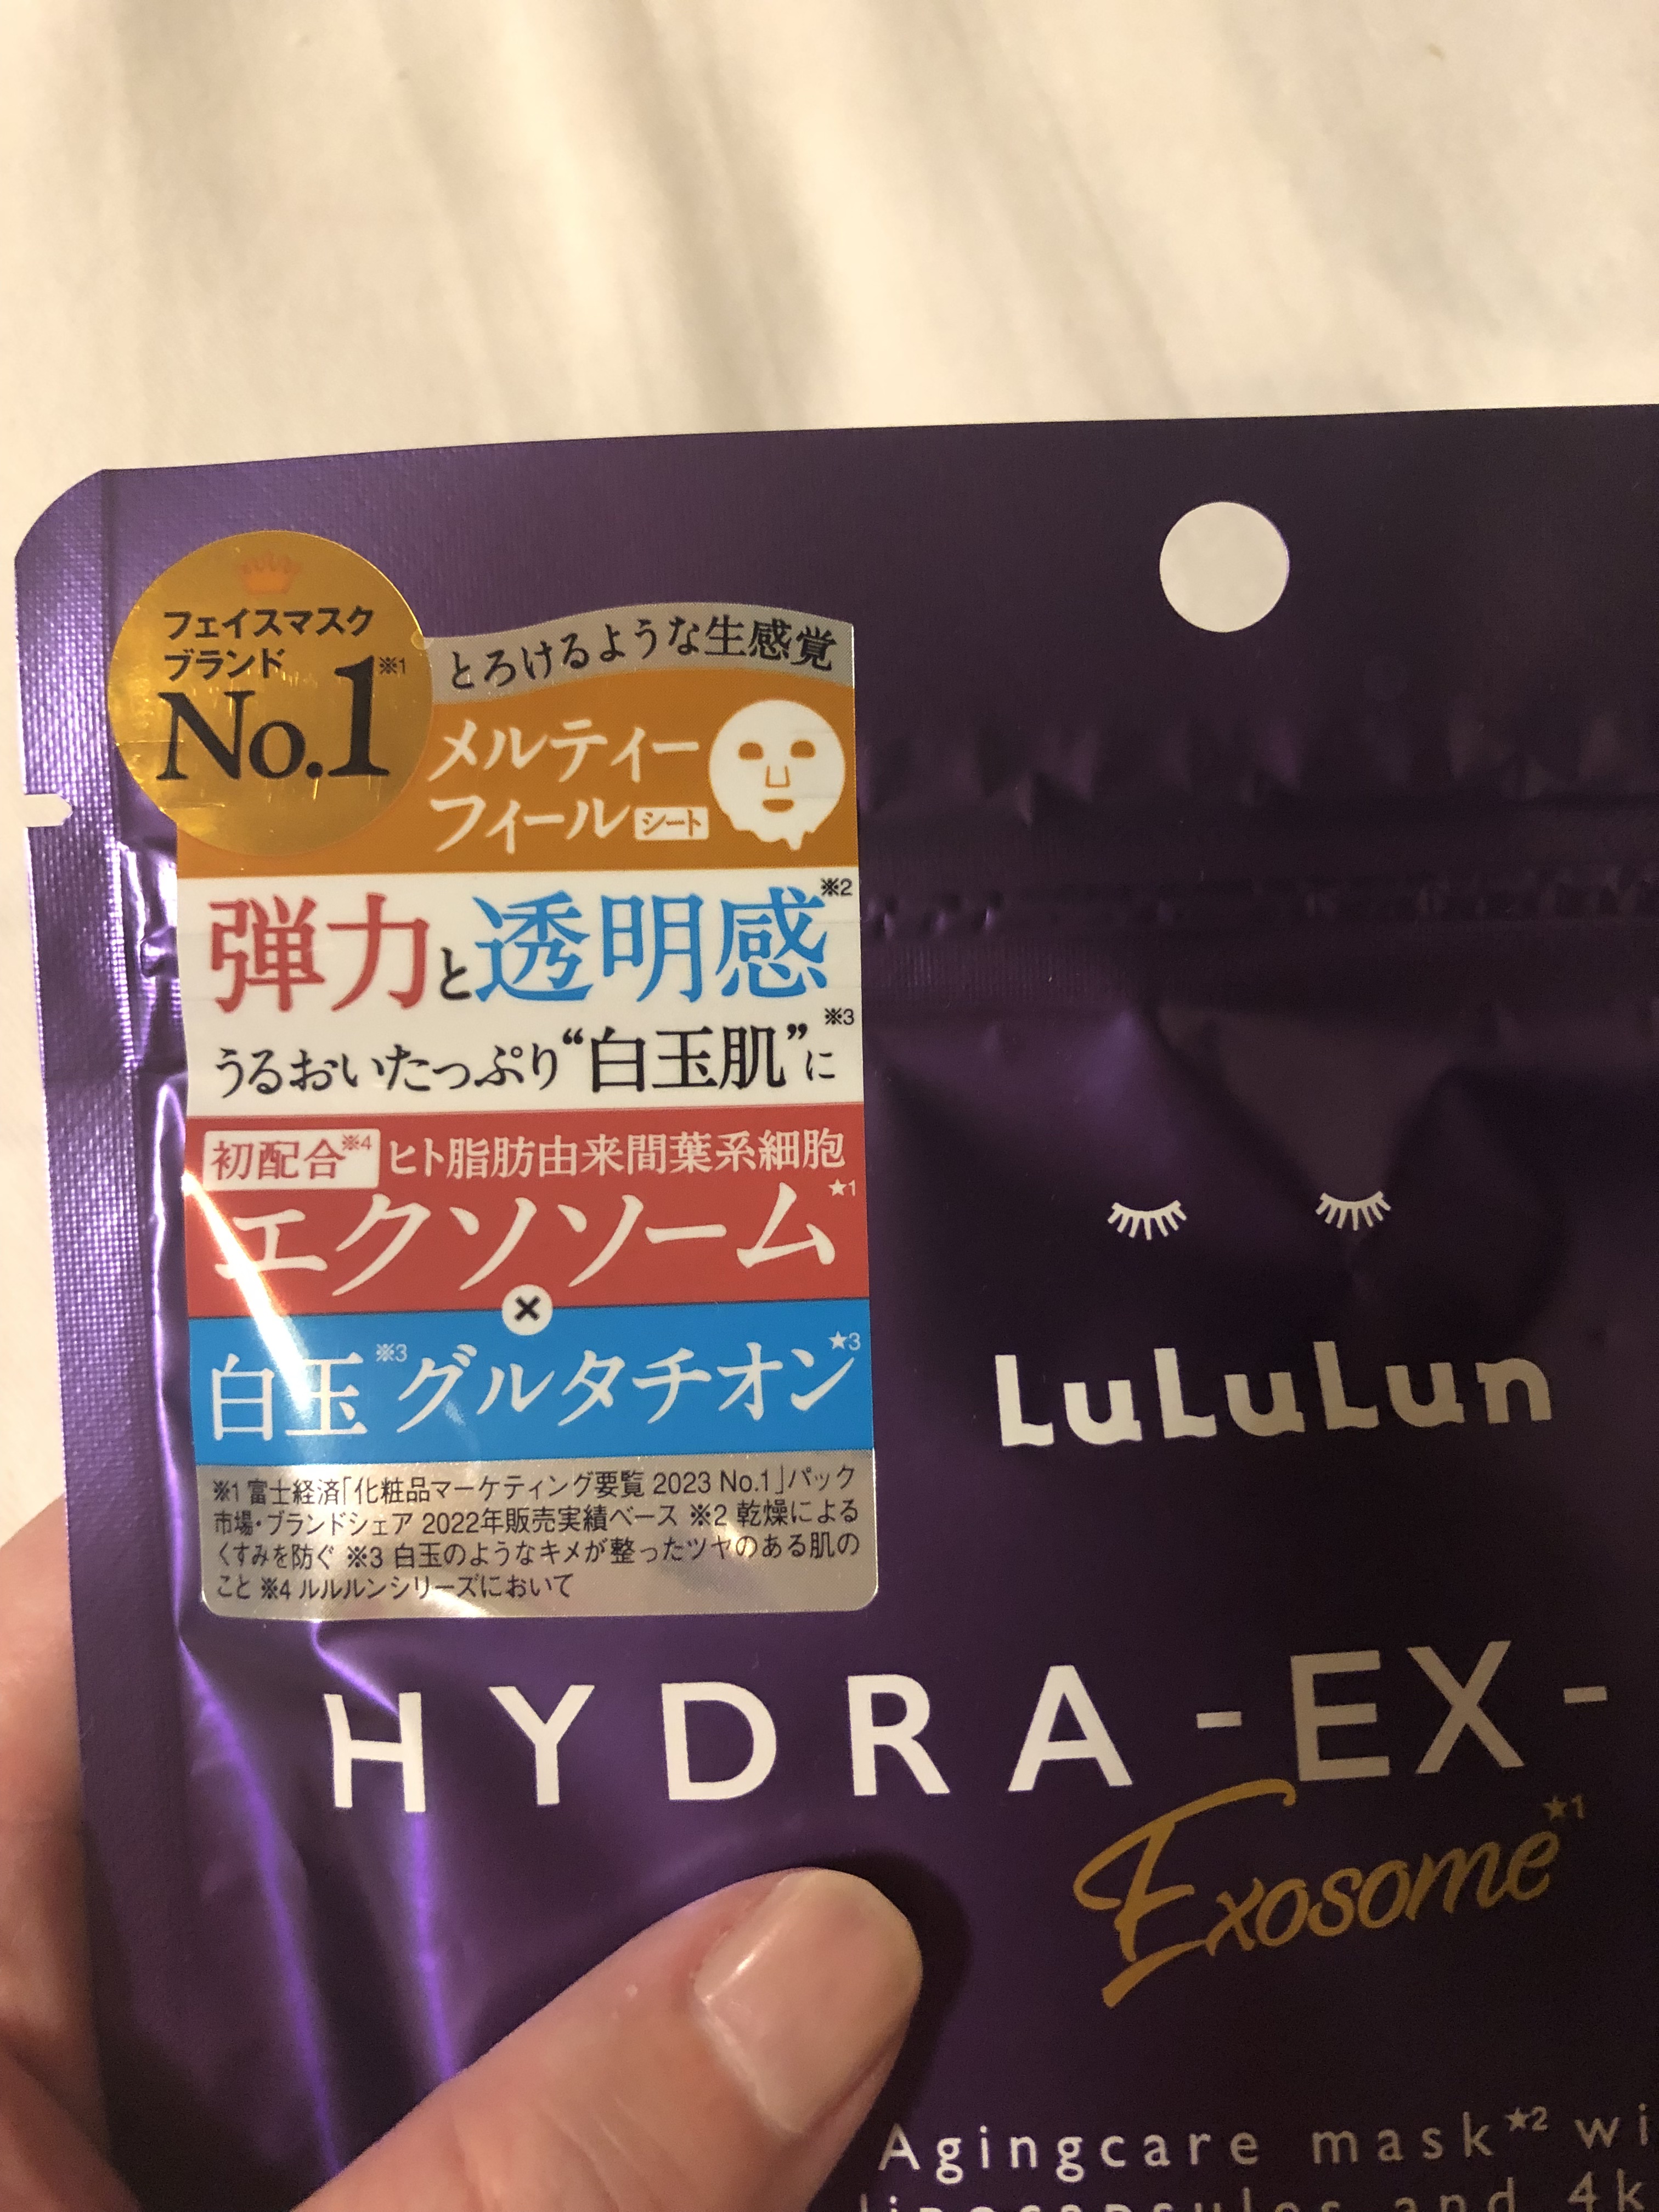 フェイスマスク
ブランド
No.1※1
とろけるような生感覚
メルティー
フィールシート
弾力と透明感※2
うるおいたっぷり“白玉肌”※3に
初配合※4 ヒト脂肪由来間葉系細胞
エクソソーム★1
×
白玉※3グルタチオン★3
※1 富士経済「化粧品マーケティング要覧 2023 No.1」パック
市場・ブランドシェア 2022年販売実績ベース ※2 乾燥による
くすみを防ぐ ※3 白玉のようなキメが整ったツヤのある肌の
こと ※4 ルルルンシリーズにおいて
LuLuLun
HYDRA-EX-
Exosome★1
Agingcare mask★2 wi
and 4k